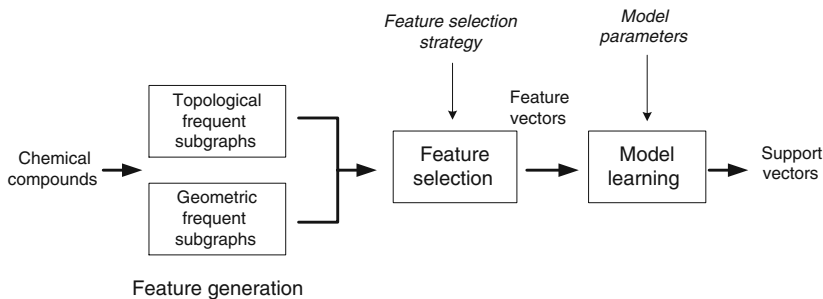 Chemical
compounds
Topological
frequent
subgraphs
Geometric
frequent
subgraphs
Feature generation
Feature selection
strategy
Feature
selection
Feature
vectors
Model
parameters
Model
learning
Support
vectors